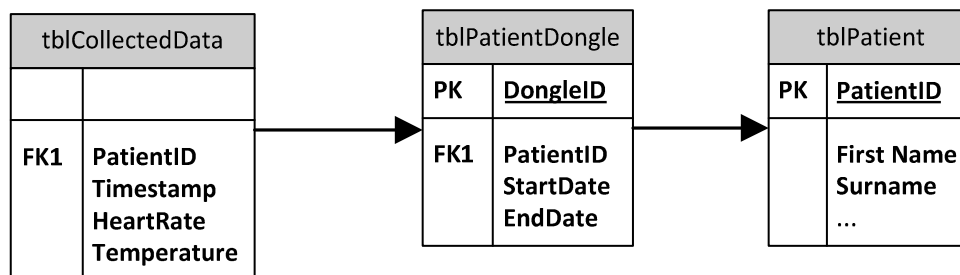 tblCollectedData
FK1 PatientID
Timestamp
HeartRate
Temperature
tblPatientDongle
PK DongleID
FK1 PatientID
StartDate
EndDate
tblPatient
PK PatientID
First Name
Surname
...